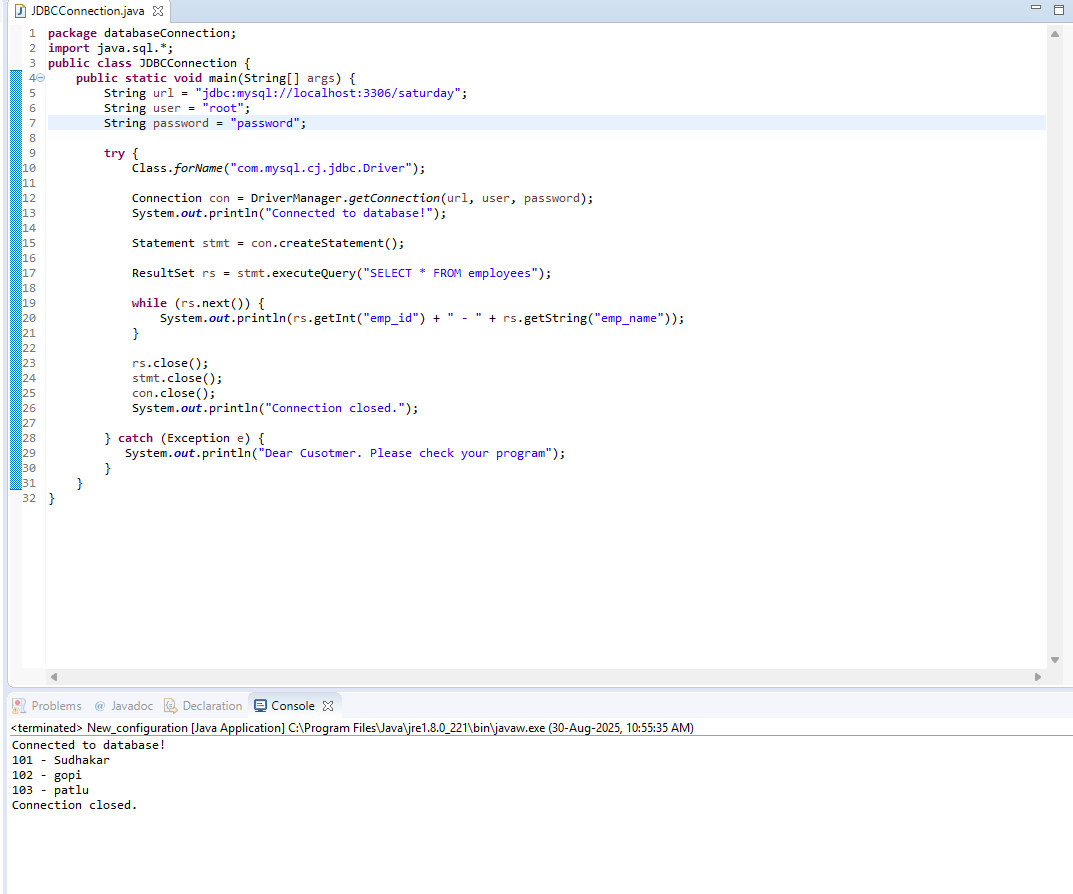 JDBCConnection.java
1 package databaseConnection;
2 import java.sql.*;
3 public class JDBCConnection {
4 public static void main(String[] args) {
5 String url = "jdbc:mysql://localhost:3306/saturday";
6 String user = "root";
7 String password = "password";
8
9 try {
10 Class.forName("com.mysql.cj.jdbc.Driver");
11
12 Connection con = DriverManager.getConnection(url, user, password);
13 System.out.println("Connected to database!");
14
15 Statement stmt = con.createStatement();
16
17 ResultSet rs = stmt.executeQuery("SELECT * FROM employees");
18
19 while (rs.next()) {
20 System.out.println(rs.getInt("emp_id") + " - " + rs.getString("emp_name"));
21 }
22
23 rs.close();
24 stmt.close();
25 con.close();
26 System.out.println("Connection closed.");
27
28 } catch (Exception e) {
29 System.out.println("Dear Cusotmer. Please check your program");
30 }
31 }
32 }
Problems @ Javadoc Declaration Console
<terminated> New_configuration [Java Application] C:\Program Files\Java\jre1.8.0_221\bin\javaw.exe (30-Aug-2025, 10:55:35 AM)
Connected to database!
101 - Sudhakar
102 - gopi
103 - patlu
Connection closed.